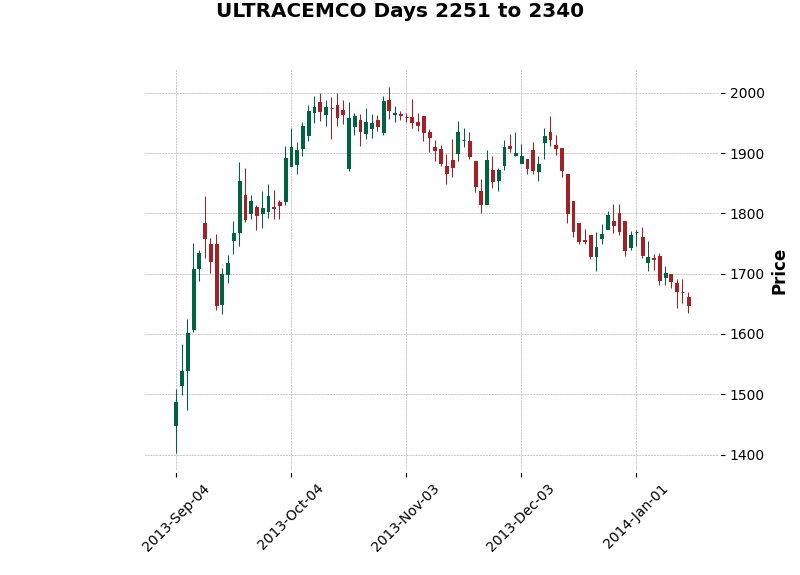 ULTRACEMCO Days 2251 to 2340
2000
1900
1800
1700
1600
1500
1400
Price
2013-Sep-04
2013-Oct-04
2013-Nov-03
2013-Dec-03
2014-Jan-01